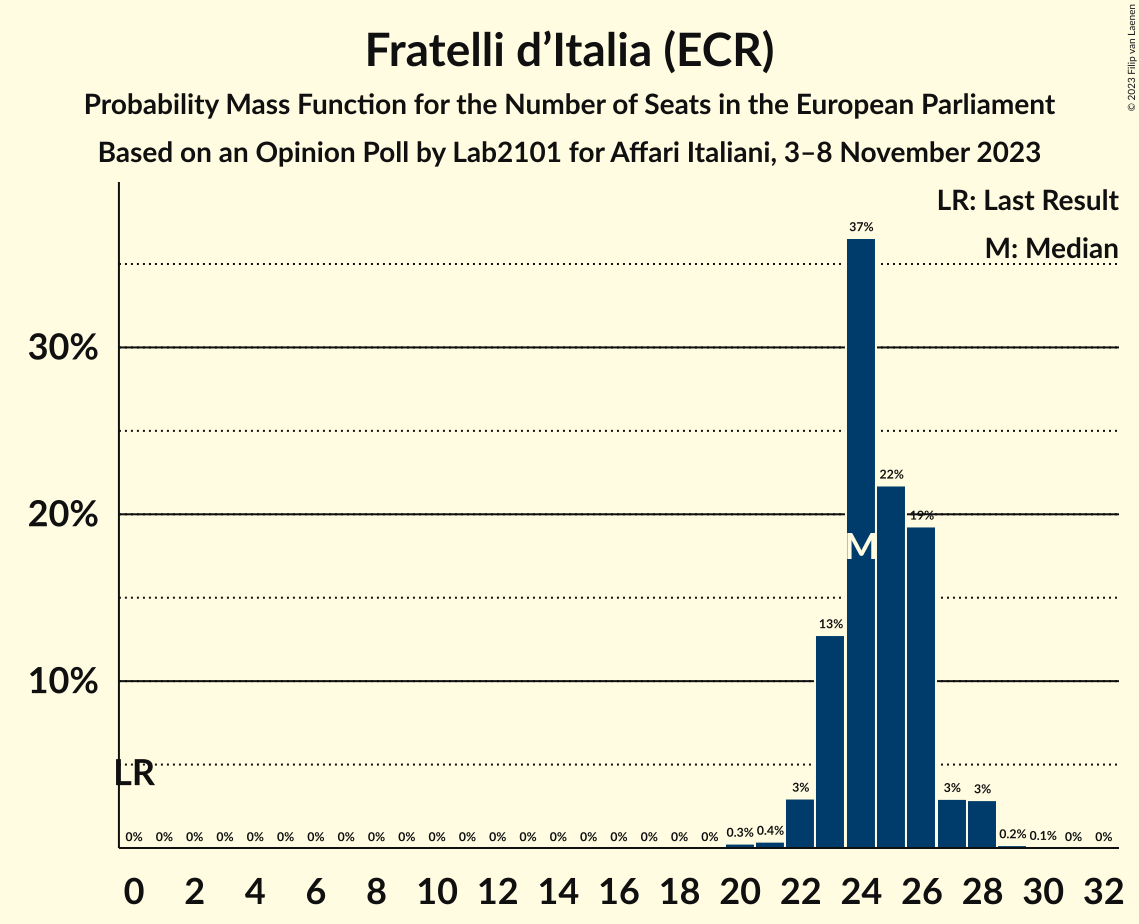 Fratelli d’Italia (ECR)
Probability Mass Function for the Number of Seats in the European Parliament
Based on an Opinion Poll by Lab2101 for Affari Italiani, 3–8 November 2023
© 2023 Filip van Laenen
LR: Last Result
M: Median
37%
30%
22%
20%
19%
M
13%
10%
LR
0% 0% 0% 0% 0% 0% 0% 0% 0% 0% 0% 0% 0% 0% 0% 0% 0% 0% 0% 0% 0.3% 0.4% 3% 3% 3% 0.2% 0.1% 0% 0%
0 2 4 6 8 10 12 14 16 18 20 22 24 26 28 30 32